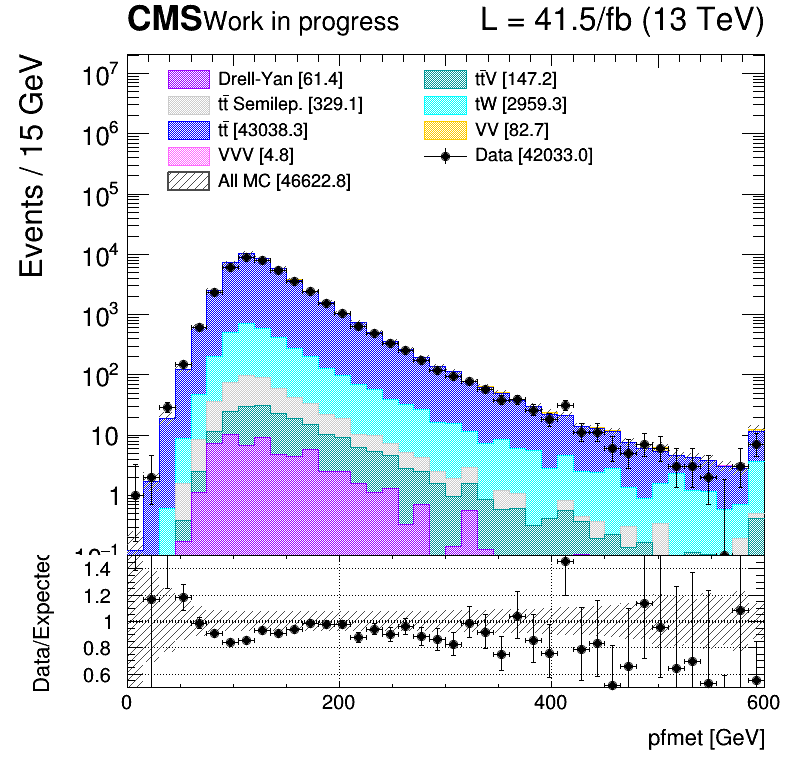 CMS Work in progress L = 41.5/fb (13 TeV)
Events / 15 GeV
10⁷
10⁶
10⁵
10⁴
10³
10²
10
1
10⁻¹
Drell-Yan [61.4]
tt̄ Semilep. [329.1]
tt̄ [43038.3]
VVV [4.8]
All MC [46622.8]
tt̄V [147.2]
tW [2959.3]
VV [82.7]
Data [42033.0]
Data/Expected
1.4
1.2
1
0.8
0.6
0 200 400 600
pfmet [GeV]